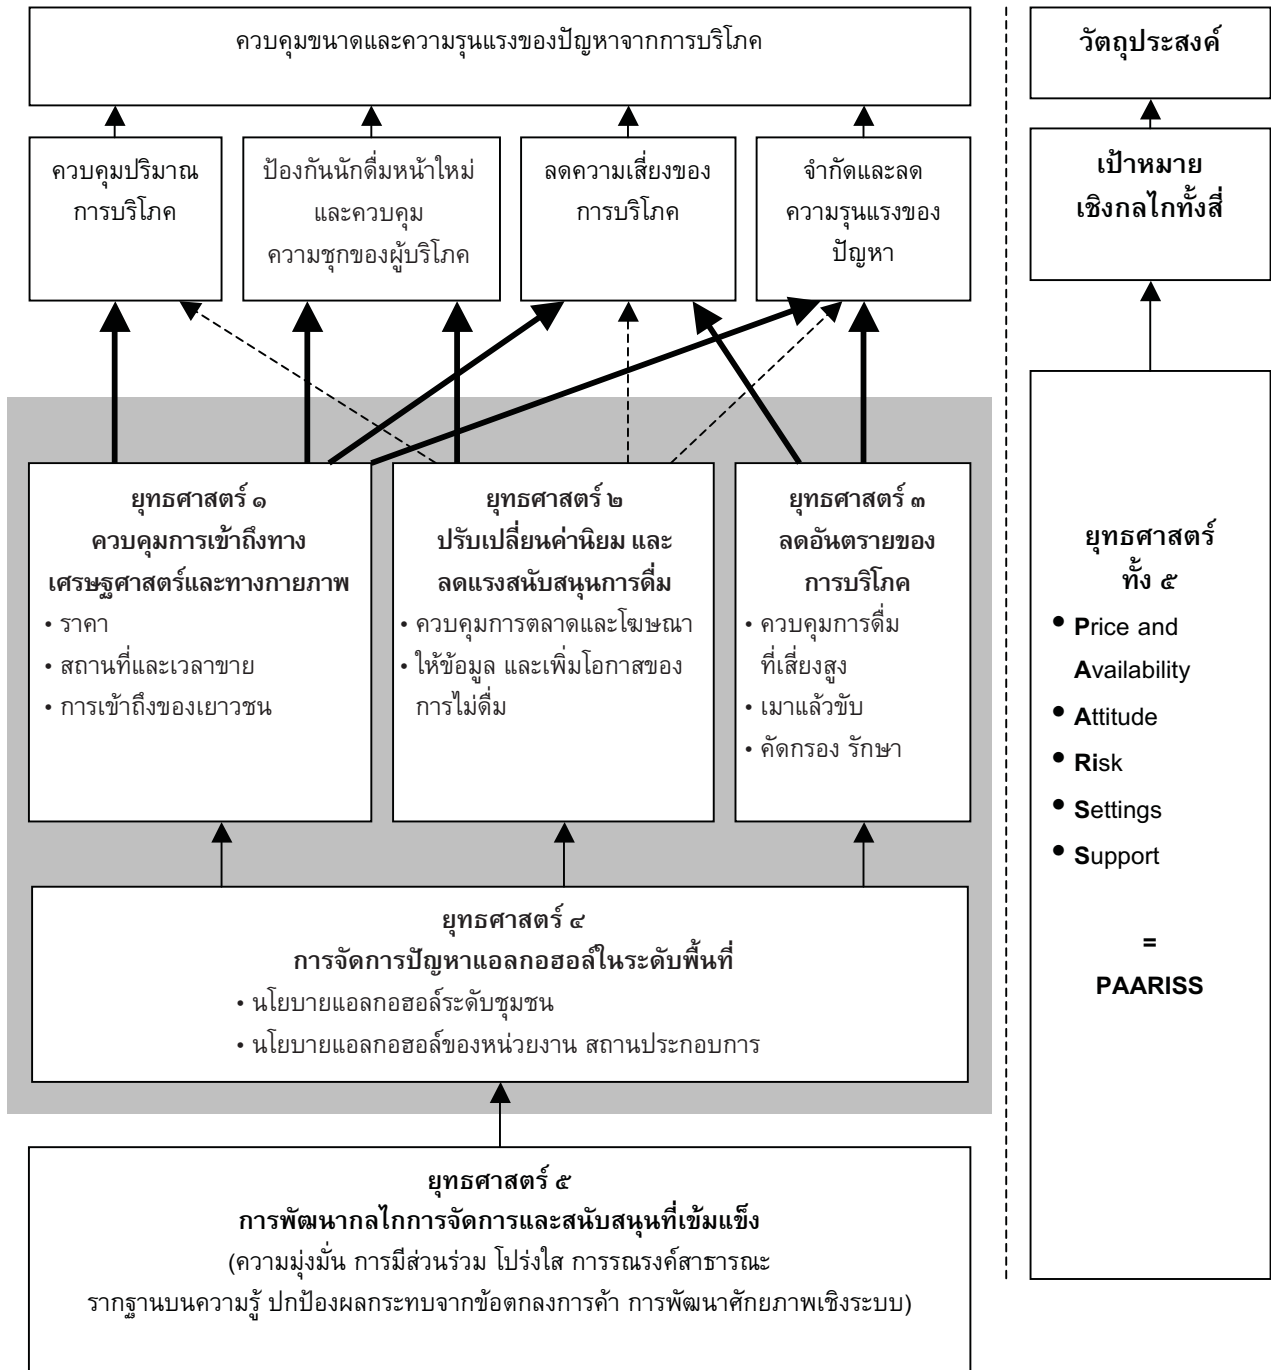 ควบคุมขนาดและความรุนแรงของปัญหาจากการบริโภค
ควบคุมปริมาณ
การบริโภค
ป้องกันนักดื่มหน้าใหม่
และควบคุม
ความชุกของผู้บริโภค
ลดความเสี่ยงของ
การบริโภค
จำกัดและลด
ความรุนแรงของ
ปัญหา
ยุทธศาสตร์ ๑
ควบคุมการเข้าถึงทาง
เศรษฐศาสตร์และทางกายภาพ
• ราคา
• สถานที่และเวลาขาย
• การเข้าถึงของเยาวชน
ยุทธศาสตร์ ๒
ปรับเปลี่ยนค่านิยม และ
ลดแรงสนับสนุนการดื่ม
• ควบคุมการตลาดและโฆษณา
• ให้ข้อมูล และเพิ่มโอกาสของ
การไม่ดื่ม
ยุทธศาสตร์ ๓
ลดอันตรายของ
การบริโภค
• ควบคุมการดื่ม
ที่เสี่ยงสูง
• เมาแล้วขับ
• คัดกรอง รักษา
ยุทธศาสตร์ ๔
การจัดการปัญหาแอลกอฮอล์ในระดับพื้นที่
• นโยบายแอลกอฮอล์ระดับชุมชน
• นโยบายแอลกอฮอล์ของหน่วยงาน สถานประกอบการ
ยุทธศาสตร์ ๕
การพัฒนากลไกการจัดการและสนับสนุนที่เข้มแข็ง
(ความมุ่งมั่น การมีส่วนร่วม โปร่งใส การรณรงค์สาธารณะ
รากฐานบนความรู้ ปกป้องผลกระทบจากข้อตกลงการค้า การพัฒนาศักยภาพเชิงระบบ)
วัตถุประสงค์
เป้าหมาย
เชิงกลไกทั้งสี่
ยุทธศาสตร์
ทั้ง ๕
• Price and
Availability
• Attitude
• Risk
• Settings
• Support
=
PAARISS